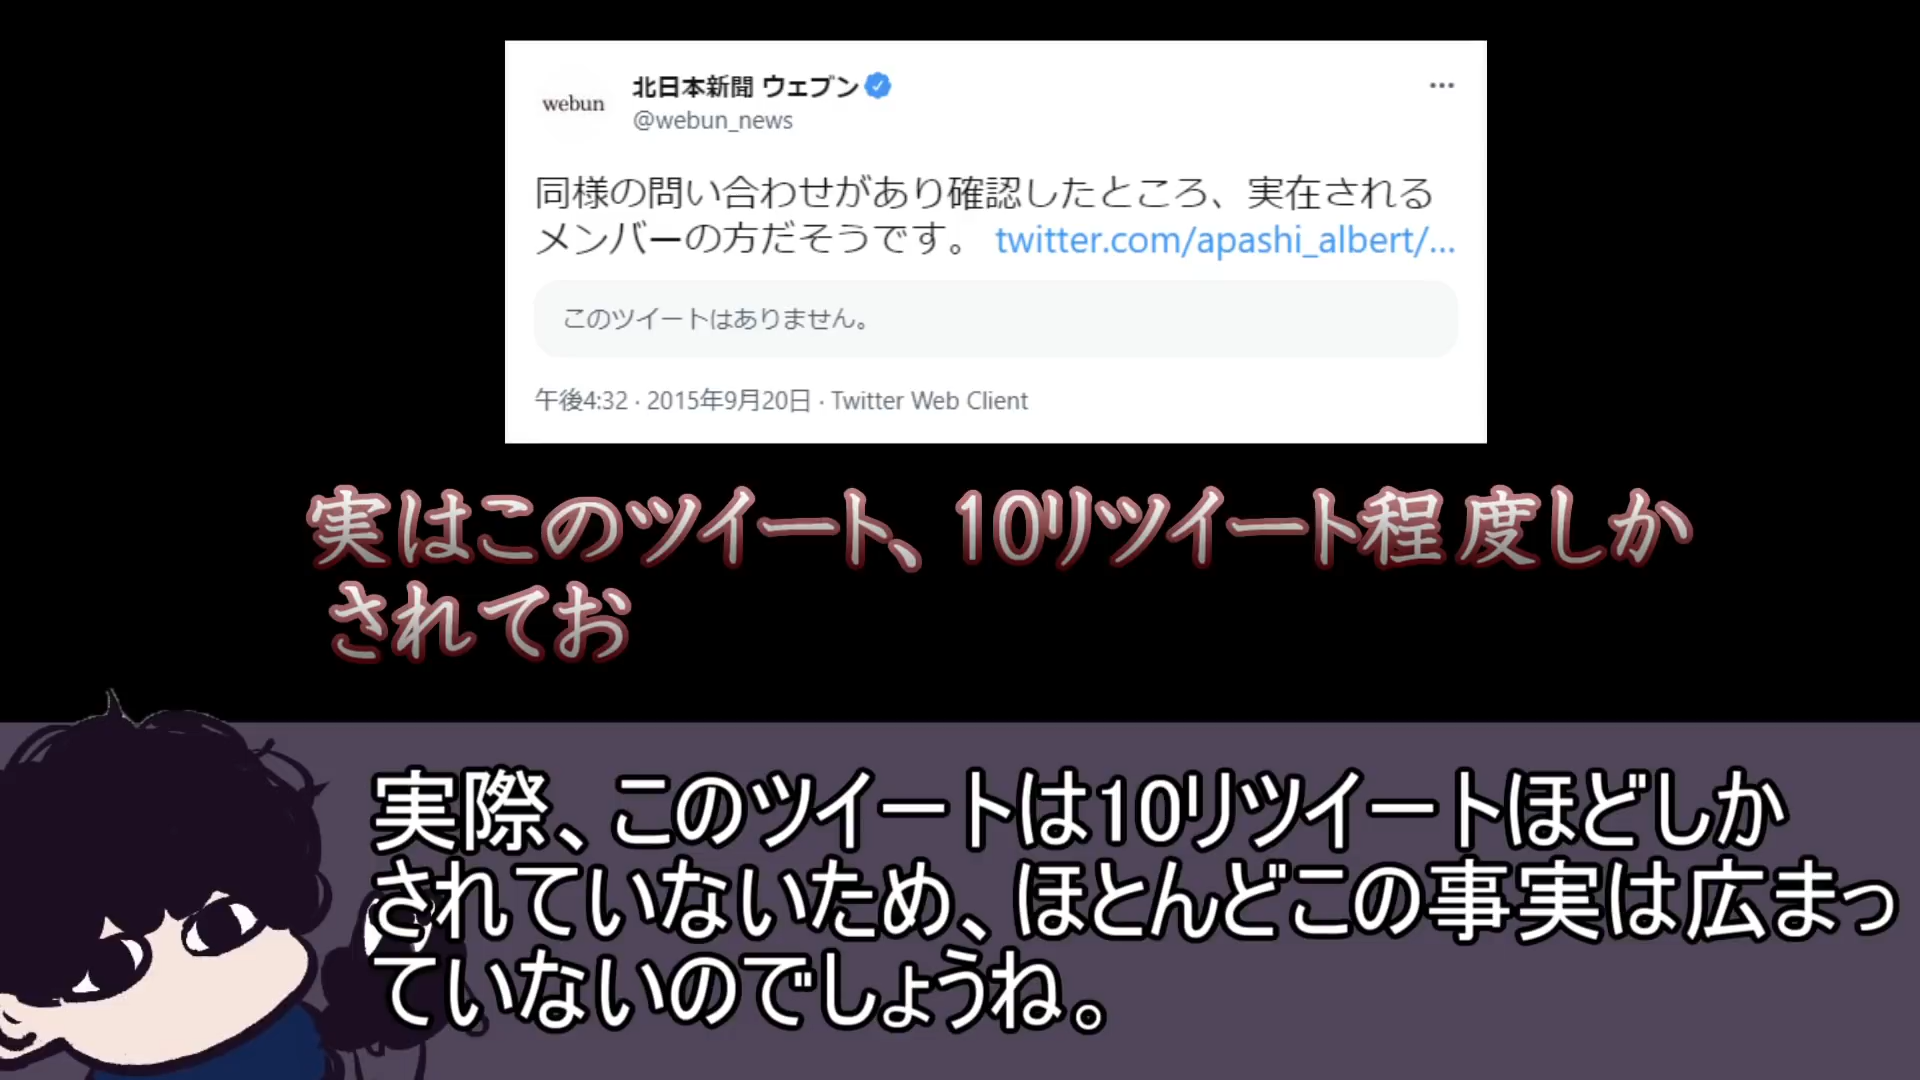 webun
北日本新聞 ウェブン
@webun_news
同様の問い合わせがあり確認したところ、実在される
メンバーの方だそうです。 twitter.com/apashi_albert/...
このツイートはありません。
午後4:32 · 2015年9月20日 · Twitter Web Client
実はこのツイート、10リツイート程度しか
されてお
実際、このツイートは10リツイートほどしか
されていないため、ほとんどこの事実は広まっ
ていないのでしょうね。